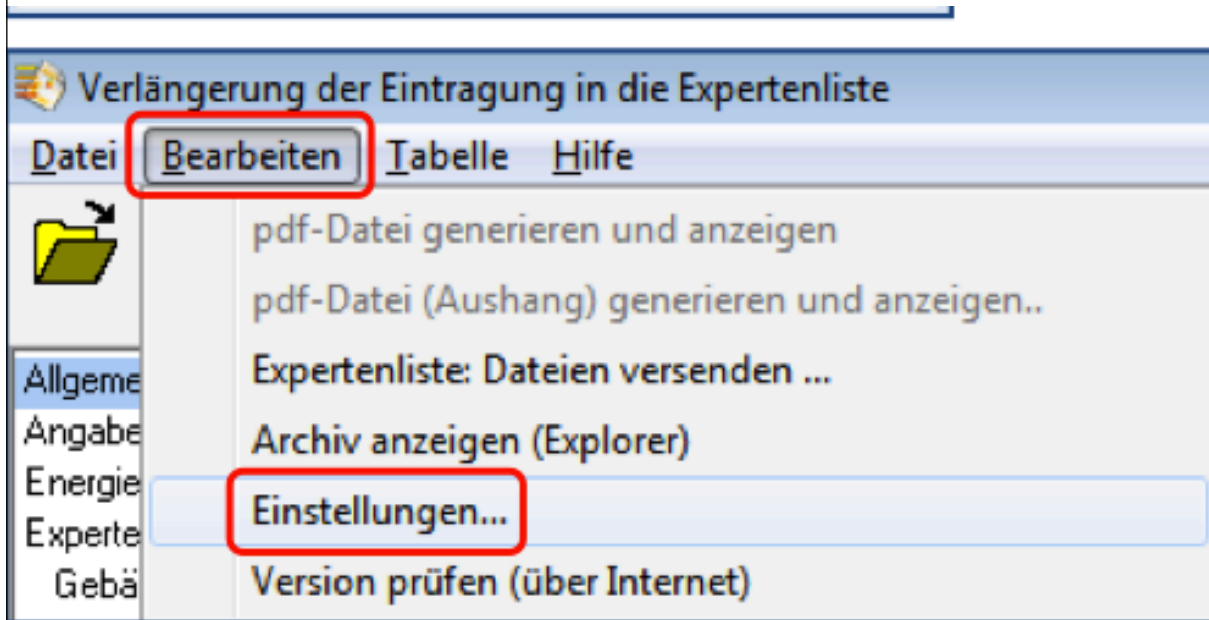 Verlängerung der Eintragung in die Expertenliste
Datei Bearbeiten Tabelle Hilfe
pdf-Datei generieren und anzeigen
pdf-Datei (Aushang) generieren und anzeigen..
Allgeme
Expertenliste: Dateien versenden ...
Angabe
Archiv anzeigen (Explorer)
Energie
Einstellungen...
Experte
Gebä
Version prüfen (über Internet)